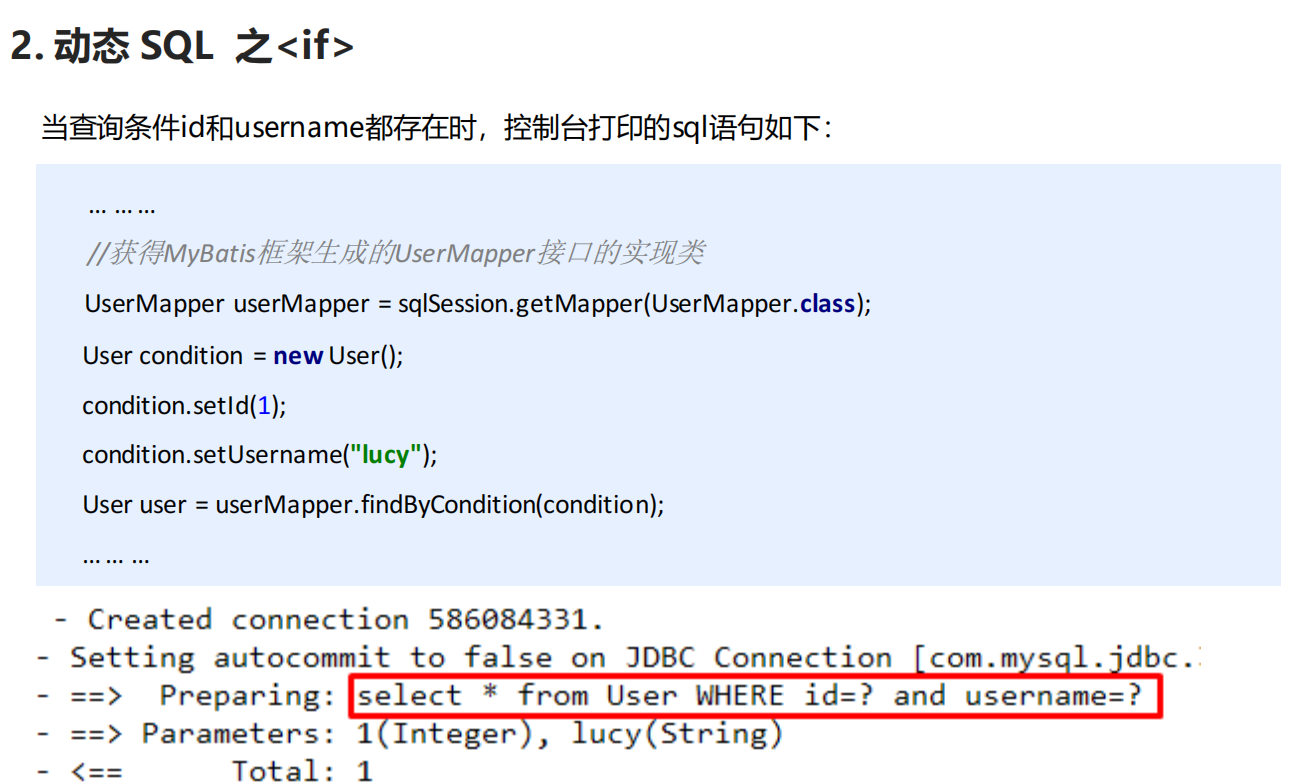 2. 动态 SQL 之<if>
当查询条件id和username都存在时，控制台打印的sql语句如下：
… … …
//获得MyBatis框架生成的UserMapper接口的实现类
UserMapper userMapper = sqlSession.getMapper(UserMapper.class);
User condition = new User();
condition.setId(1);
condition.setUsername("lucy");
User user = userMapper.findByCondition(condition);
… … …
- Created connection 586084331.
- Setting autocommit to false on JDBC Connection [com.mysql.jdbc.
- ==> Preparing: select * from User WHERE id=? and username=?
- ==> Parameters: 1(Integer), lucy(String)
- <== Total: 1